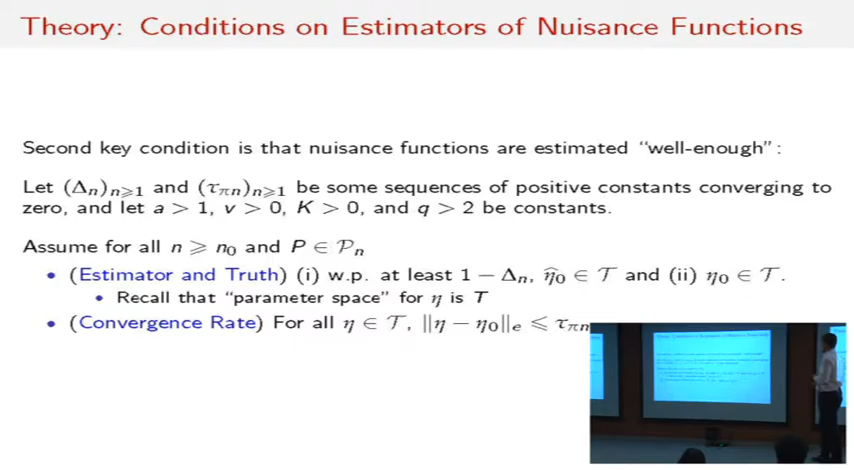 Theory: Conditions on Estimators of Nuisance Functions
Second key condition is that nuisance functions are estimated “well-enough”:
Let (Δₙ)ₙ⩾₁ and (τπₙ)ₙ⩾₁ be some sequences of positive constants converging to
zero, and let a > 1, v > 0, K > 0, and q > 2 be constants.
Assume for all n ⩾ n₀ and P ∈ 𝒫ₙ
• (Estimator and Truth) (i) w.p. at least 1 − Δₙ, η̂₀ ∈ 𝒯 and (ii) η₀ ∈ 𝒯.
• Recall that “parameter space” for η is T
• (Convergence Rate) For all η ∈ 𝒯, ‖η − η₀‖ₑ ⩽ τπₙ